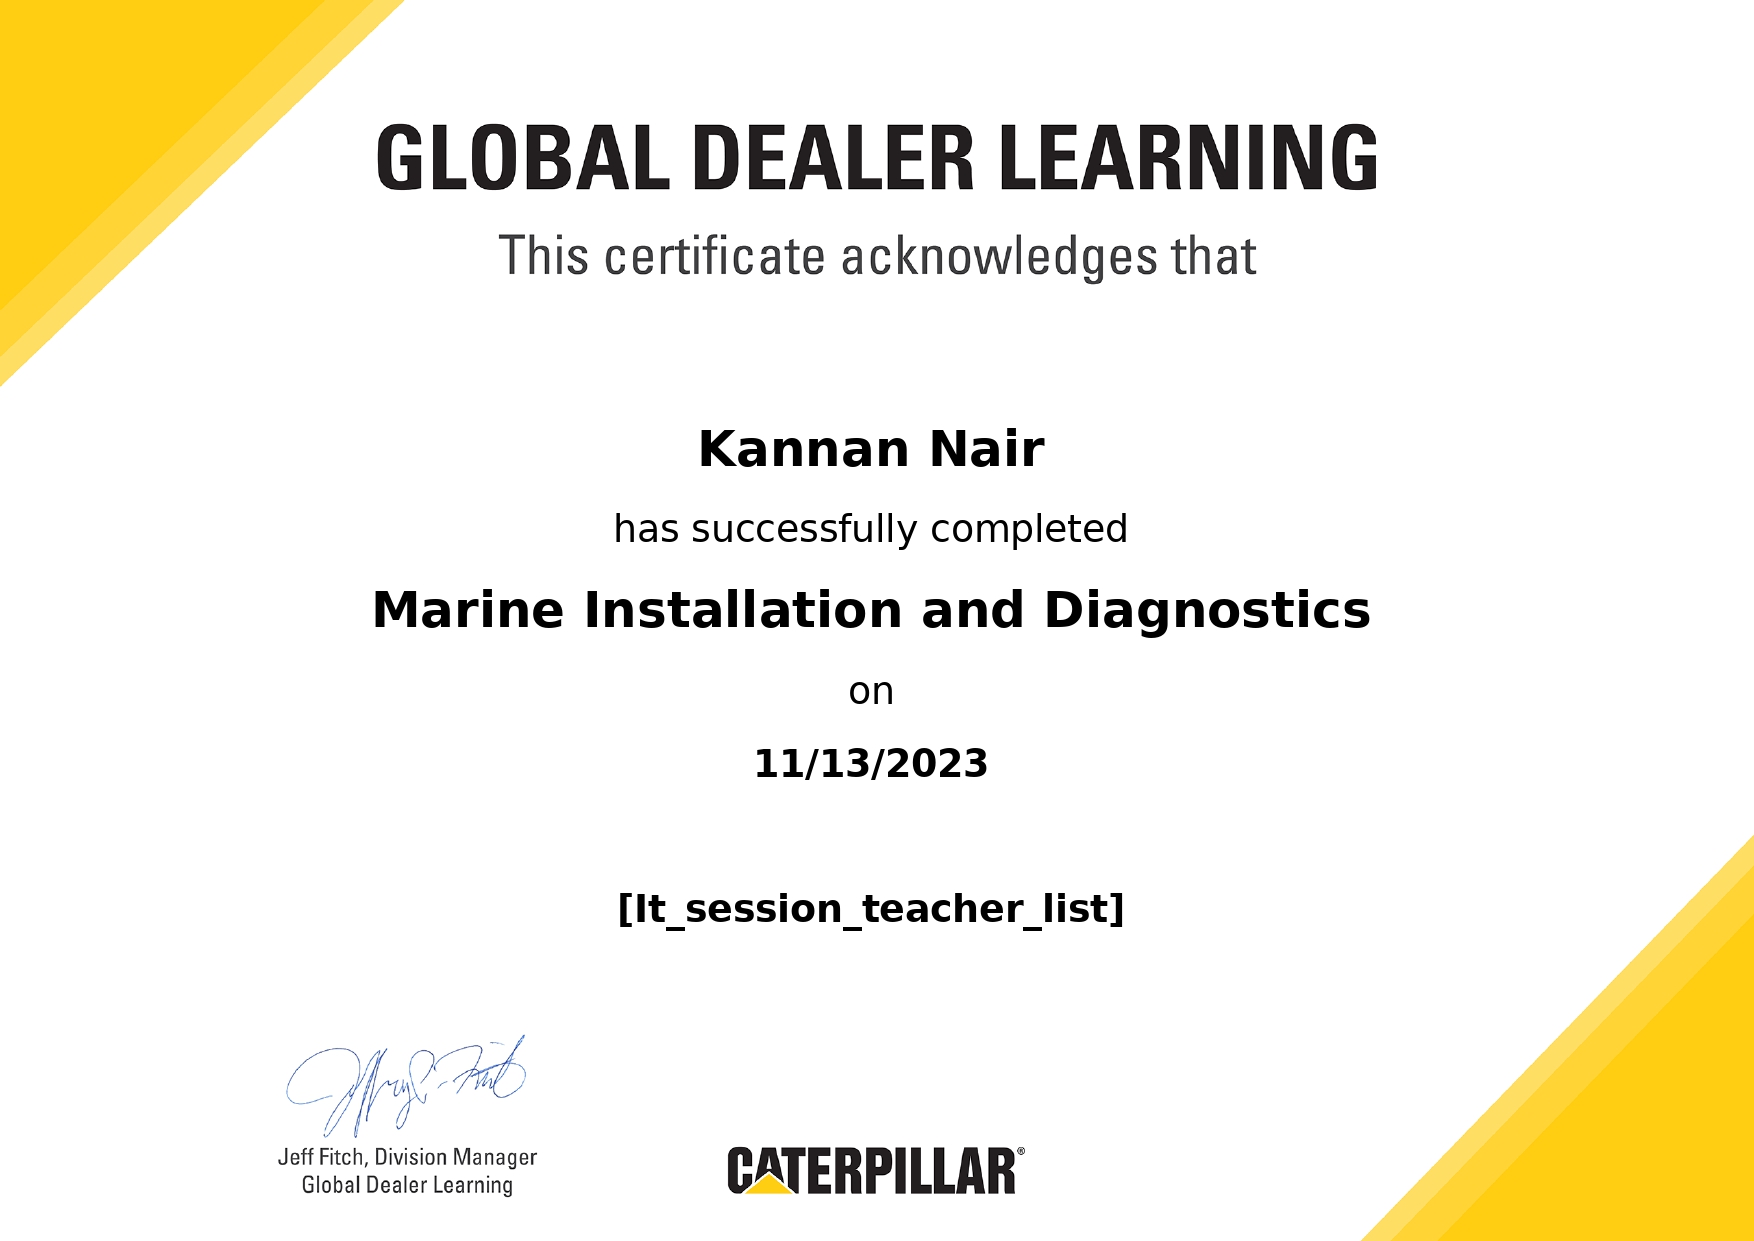 GLOBAL DEALER LEARNING
This certificate acknowledges that
Kannan Nair
has successfully completed
Marine Installation and Diagnostics
on
11/13/2023
[lt_session_teacher_list]
Jeff Fitch, Division Manager
Global Dealer Learning
CATERPILLAR®